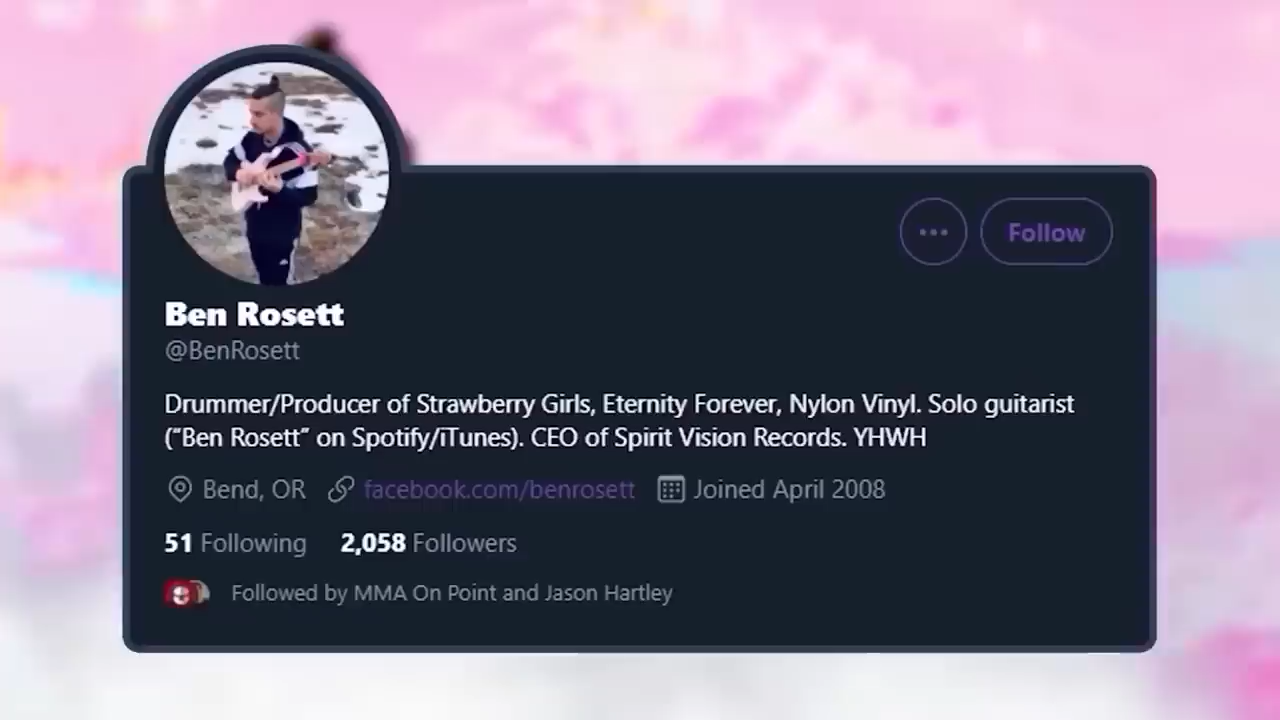 Follow
Ben Rosett
@BenRosett
Drummer/Producer of Strawberry Girls, Eternity Forever, Nylon Vinyl. Solo guitarist
("Ben Rosett" on Spotify/iTunes). CEO of Spirit Vision Records. YHWH
Bend, OR facebook.com/benrosett Joined April 2008
51 Following 2,058 Followers
Followed by MMA On Point and Jason Hartley